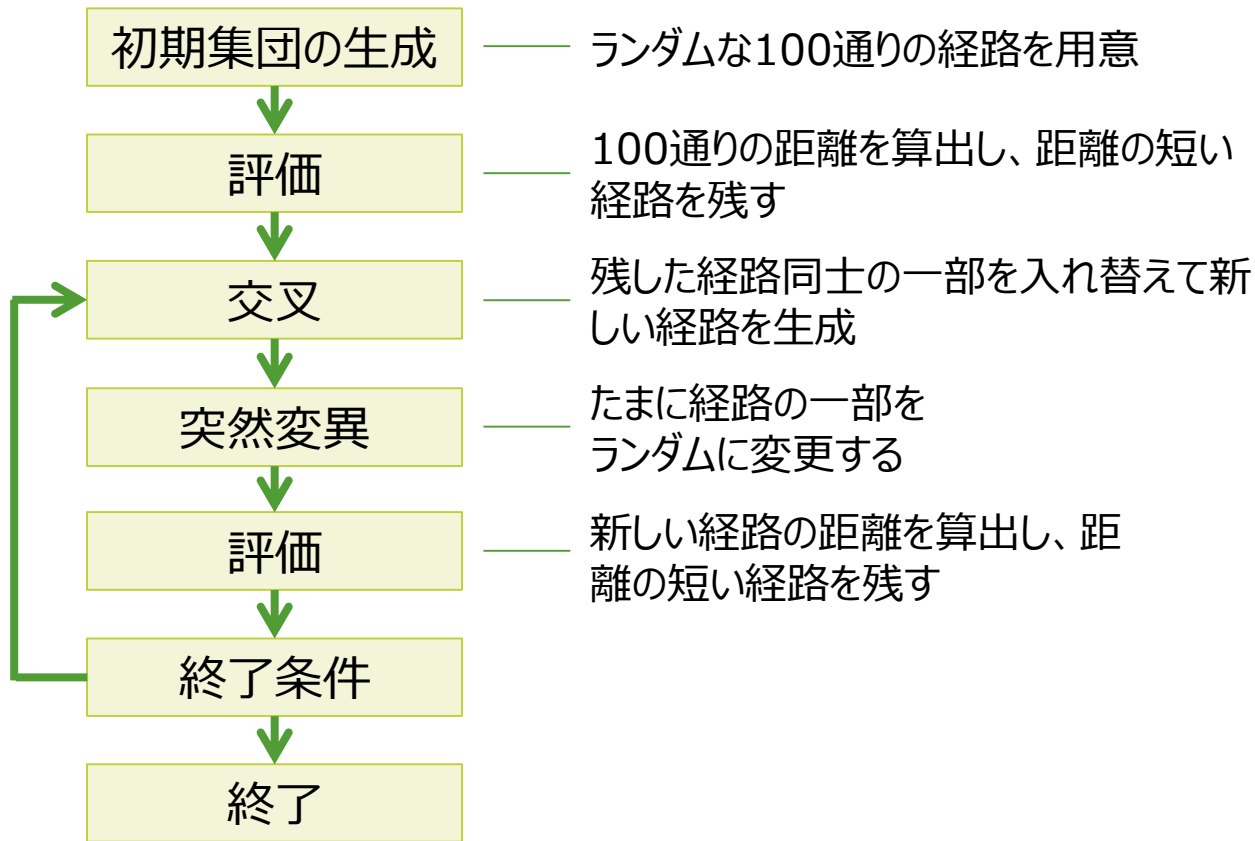 初期集団の生成
ランダムな100通りの経路を用意
評価
100通りの距離を算出し、距離の短い
経路を残す
交叉
残した経路同士の一部を入れ替えて新
しい経路を生成
突然変異
たまに経路の一部を
ランダムに変更する
評価
新しい経路の距離を算出し、距
離の短い経路を残す
終了条件
終了